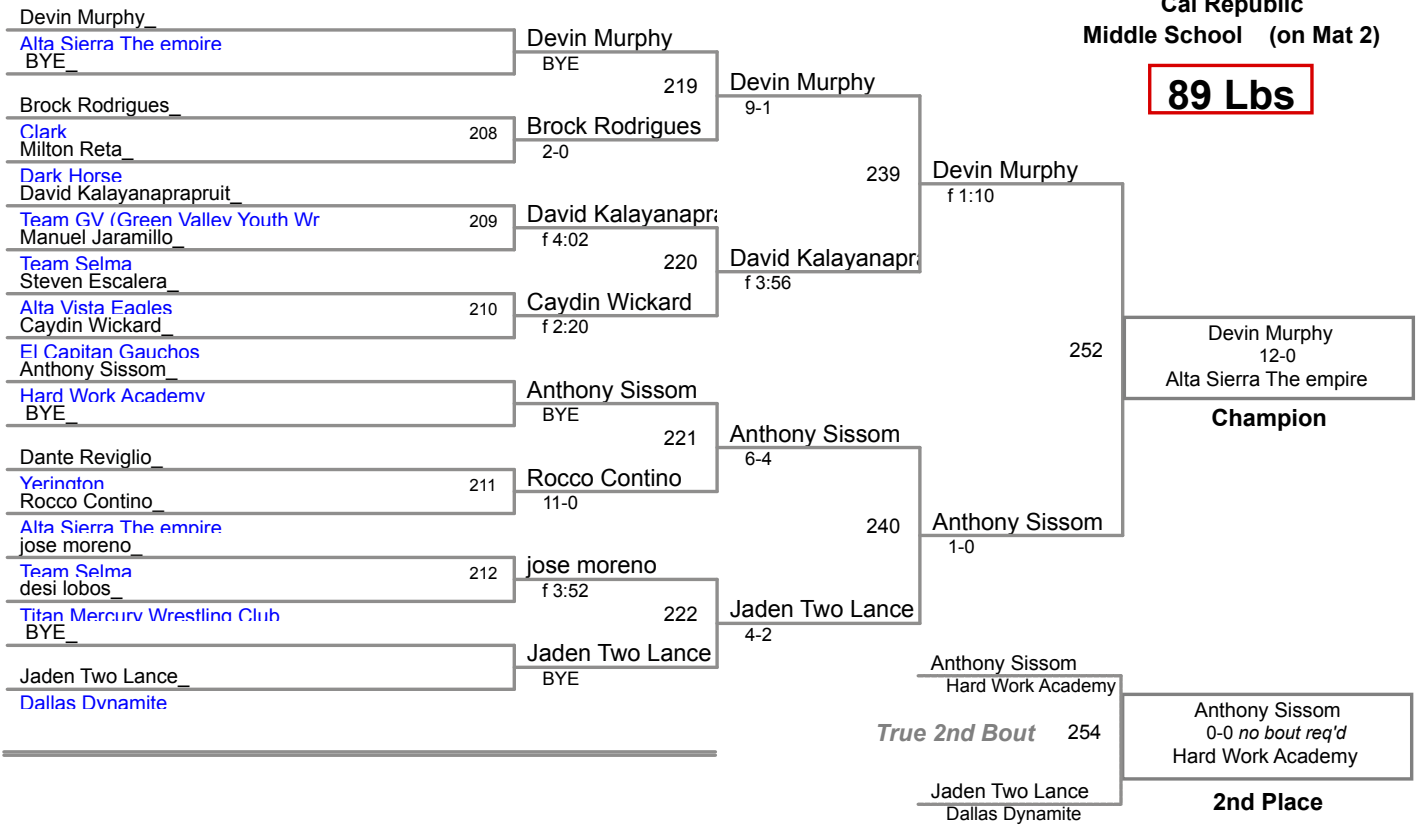 Cal Republic
Middle School (on Mat 2)
89 Lbs
Devin Murphy_
Alta Sierra The empire
BYE_
Brock Rodrigues_
Clark
Milton Reta_
Dark Horse
David Kalayanaprapruit_
Team GV (Green Valley Youth Wr
Manuel Jaramillo_
Team Selma
Steven Escalera_
Alta Vista Eagles
Caydin Wickard_
El Capitan Gauchos
Anthony Sissom_
Hard Work Academy
BYE_
Dante Reviglio_
Yerington
Rocco Contino_
Alta Sierra The empire
jose moreno_
Team Selma
desi lobos_
Titan Mercury Wrestling Club
BYE_
Jaden Two Lance_
Dallas Dynamite
208
209
210
211
212
Devin Murphy
BYE
Brock Rodrigues
2-0
David Kalayanapra
f 4:02
Caydin Wickard
f 2:20
Anthony Sissom
BYE
Rocco Contino
11-0
jose moreno
f 3:52
Jaden Two Lance
BYE
219
220
221
222
Devin Murphy
9-1
David Kalayanapra
f 3:56
Anthony Sissom
6-4
Jaden Two Lance
4-2
239
240
Devin Murphy
f 1:10
Anthony Sissom
1-0
252
Devin Murphy
12-0
Alta Sierra The empire
Champion
Anthony Sissom
Hard Work Academy
True 2nd Bout 254
Jaden Two Lance
Dallas Dynamite
Anthony Sissom
0-0 no bout req'd
Hard Work Academy
2nd Place